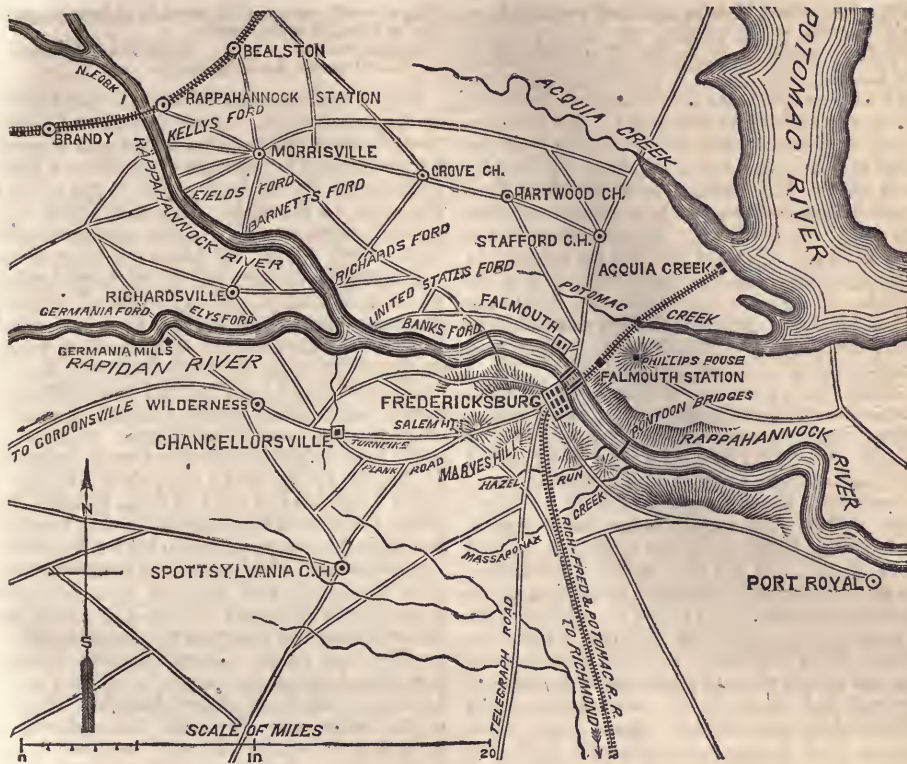 BEALSTON
N. FORK
RAPPAHANNOCK STATION
BRANDY
KELLYS FORD
MORRISVILLE
GROVE CH.
HARTWOOD CH.
STAFFORD C.H.
ACQUIA CREEK
POTOMAC RIVER
RAPPAHANNOCK RIVER
FIELDS FORD
BARNETTS FORD
RICHARDS FORD
UNITED STATES FORD
ACQUIA CREEK
POTOMAC CREEK
RICHARDSVILLE
GERMANIA FORD
ELYS FORD
BANKS FORD
FALMOUTH
GERMANIA MILLS
RAPIDAN RIVER
PHILLIPS HOUSE
FALMOUTH STATION
WILDERNESS
FREDERICKSBURG
PONTOON BRIDGES
SALEM HT.
TO GORDONSVILLE
CHANCELLORSVILLE
TURNPIKE
PLANK ROAD
MARYES HILL
HAZEL RUN
RAPPAHANNOCK RIVER
N
MASSAPONAX CREEK
SPOTTSYLVANIA C.H.
PORT ROYAL
S
TELEGRAPH ROAD
RICH-FRED & POTOMAC R. R.
TO RICHMOND
SCALE OF MILES
0 10 20